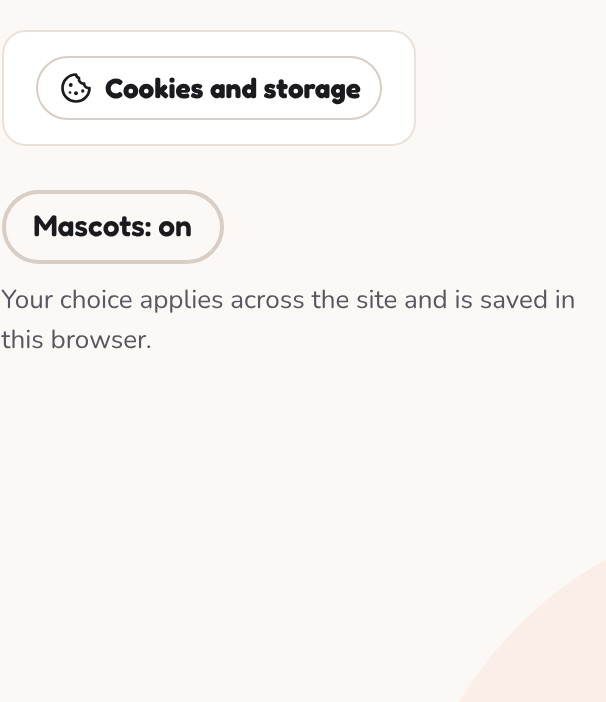 Cookies and storage
Mascots: on
Your choice applies across the site and is saved in
this browser.